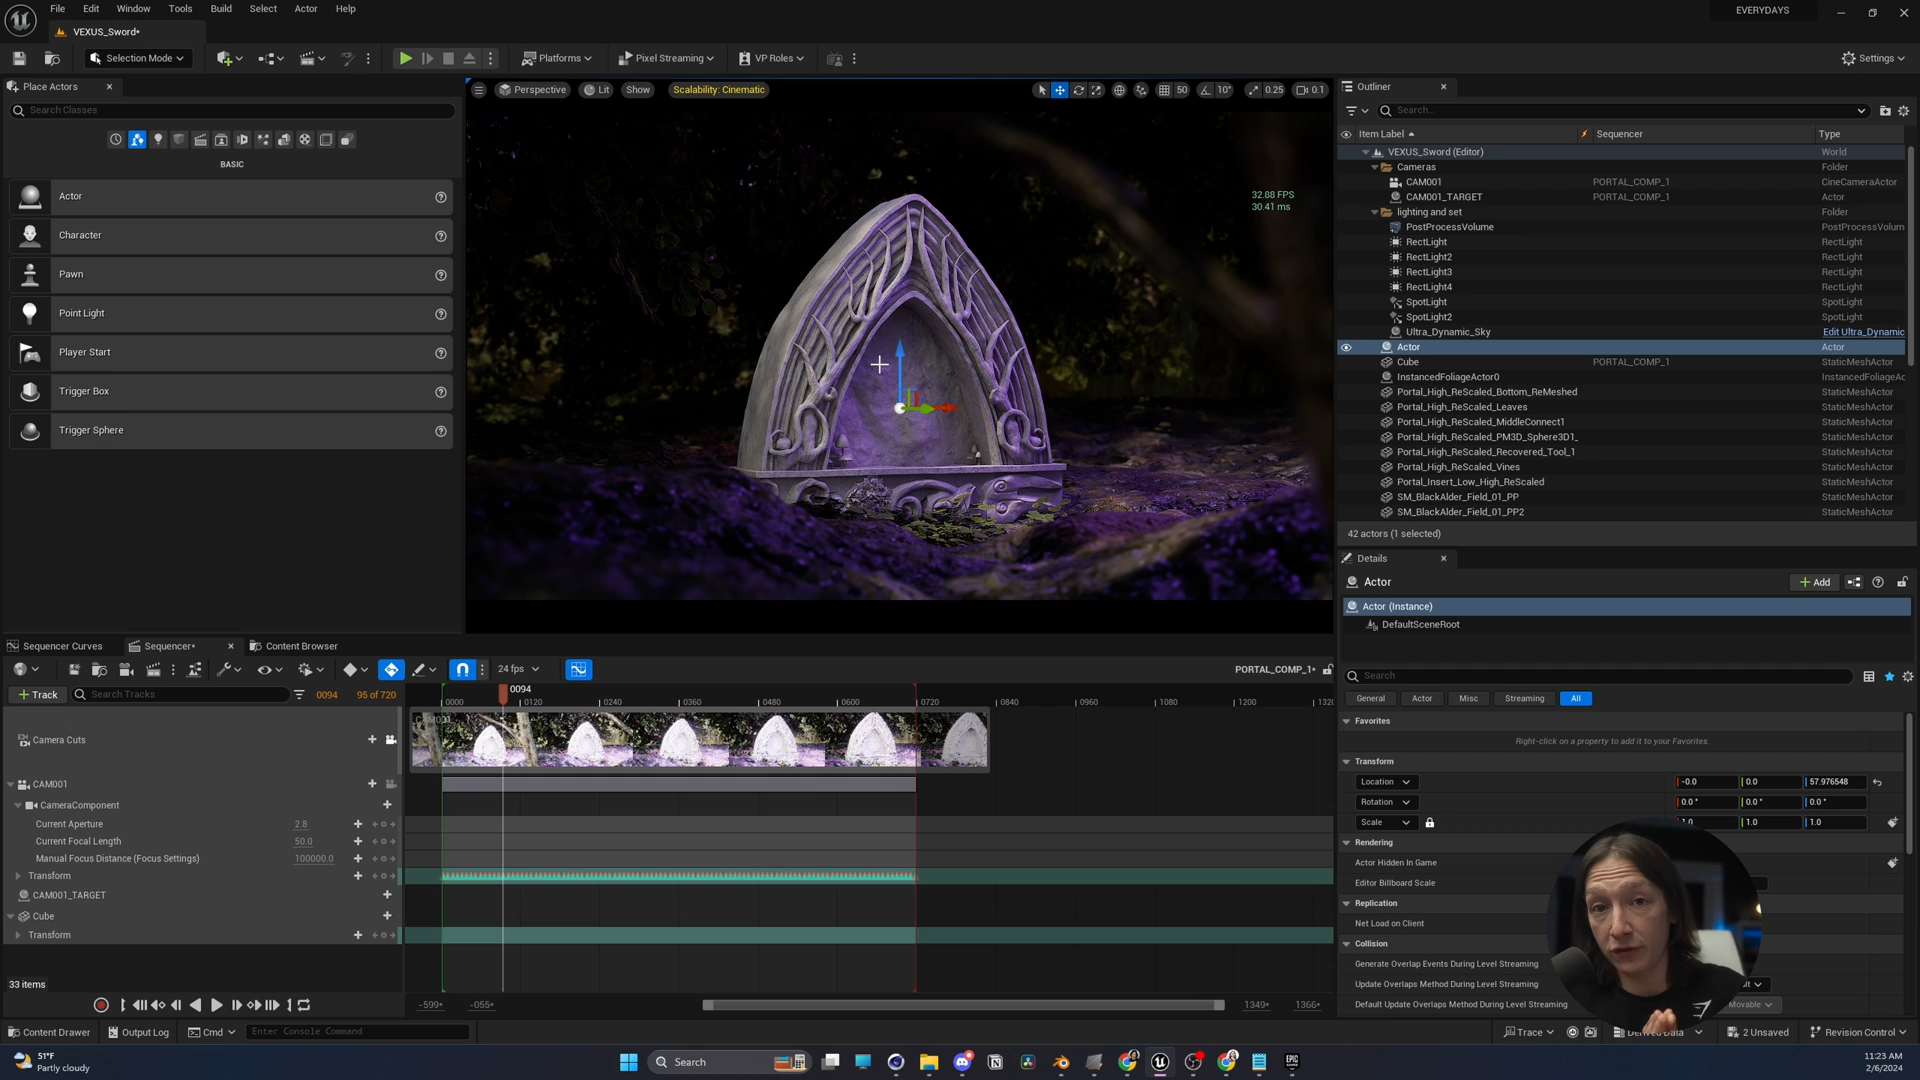 File Edit Window Tools Build Select Actor Help
EVERYDAYS
VEXUS_Sword•
Selection Mode
Platforms
Pixel Streaming
VP Roles
Settings
Place Actors
Search Classes
BASIC
Actor
Character
Pawn
Point Light
Player Start
Trigger Box
Trigger Sphere
Perspective
Lit
Show
Scalability: Cinematic
50
10°
0.25
0.1
32.88 FPS
30.41 ms
Outliner
Search...
Item Label
Sequencer
Type
VEXUS_Sword (Editor) World
Cameras Folder
CAM001 PORTAL_COMP_1 CineCameraActor
CAM001_TARGET PORTAL_COMP_1 Actor
lighting and set Folder
PostProcessVolume PostProcessVolum
RectLight RectLight
RectLight2 RectLight
RectLight3 RectLight
RectLight4 RectLight
SpotLight SpotLight
SpotLight2 SpotLight
Ultra_Dynamic_Sky Edit Ultra_Dynamic
Actor Actor
Cube PORTAL_COMP_1 StaticMeshActor
InstancedFoliageActor0 InstancedFoliageAc
Portal_High_ReScaled_Bottom_ReMeshed StaticMeshActor
Portal_High_ReScaled_Leaves StaticMeshActor
Portal_High_ReScaled_MiddleConnect1 StaticMeshActor
Portal_High_ReScaled_PM3D_Sphere3D1_ StaticMeshActor
Portal_High_ReScaled_Recovered_Tool_1 StaticMeshActor
Portal_High_ReScaled_Vines StaticMeshActor
Portal_Insert_Low_High_ReScaled StaticMeshActor
SM_BlackAlder_Field_01_PP StaticMeshActor
SM_BlackAlder_Field_01_PP2 StaticMeshActor
42 actors (1 selected)
Details
Actor
Add
Actor (Instance)
DefaultSceneRoot
Search
General Actor Misc Streaming All
Favorites
Right-click on a property to add it to your Favorites.
Transform
Location -0.0 0.0 57.976548
Rotation 0.0 ° 0.0 ° 0.0 °
Scale 1.0 1.0 1.0
Rendering
Actor Hidden In Game
Editor Billboard Scale
Replication
Net Load on Client
Collision
Generate Overlap Events During Level Streaming
Update Overlaps Method During Level Streaming
Default Update Overlaps Method During Level Streaming Movable
Sequencer Curves
Sequencer•
Content Browser
24 fps
PORTAL_COMP_1•
Track
Search Tracks
0094 95 of 720
0094
0000 0120 0240 0360 0480 0600 0720 0840 0960 1080 1200 132
Camera Cuts
CAM001
CAM001
CameraComponent
Current Aperture 2.8
Current Focal Length 50.0
Manual Focus Distance (Focus Settings) 100000.0
Transform
CAM001_TARGET
Cube
Transform
33 items
-599• -055• 1349• 1366•
Content Drawer
Output Log
Cmd
Enter Console Command
Trace
Derived Data
2 Unsaved
Revision Control
51°F
Partly cloudy
Search
11:23 AM
2/6/2024